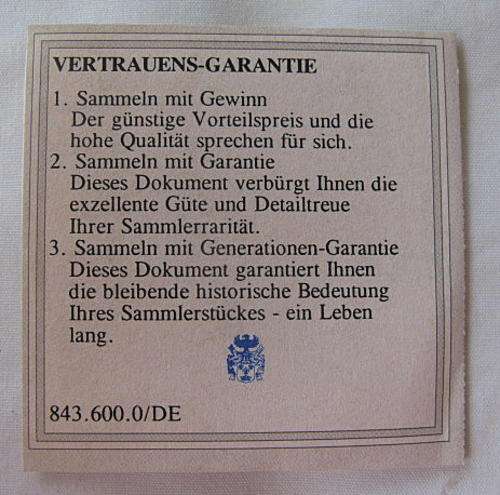 VERTRAUENS-GARANTIE
1. Sammeln mit Gewinn
Der günstige Vorteilspreis und die
hohe Qualität sprechen für sich.
2. Sammeln mit Garantie
Dieses Dokument verbürgt Ihnen die
exzellente Güte und Detailtreue
Ihrer Sammlerrarität.
3. Sammeln mit Generationen-Garantie
Dieses Dokument garantiert Ihnen
die bleibende historische Bedeutung
Ihres Sammlerstückes - ein Leben
lang.
843.600.0/DE